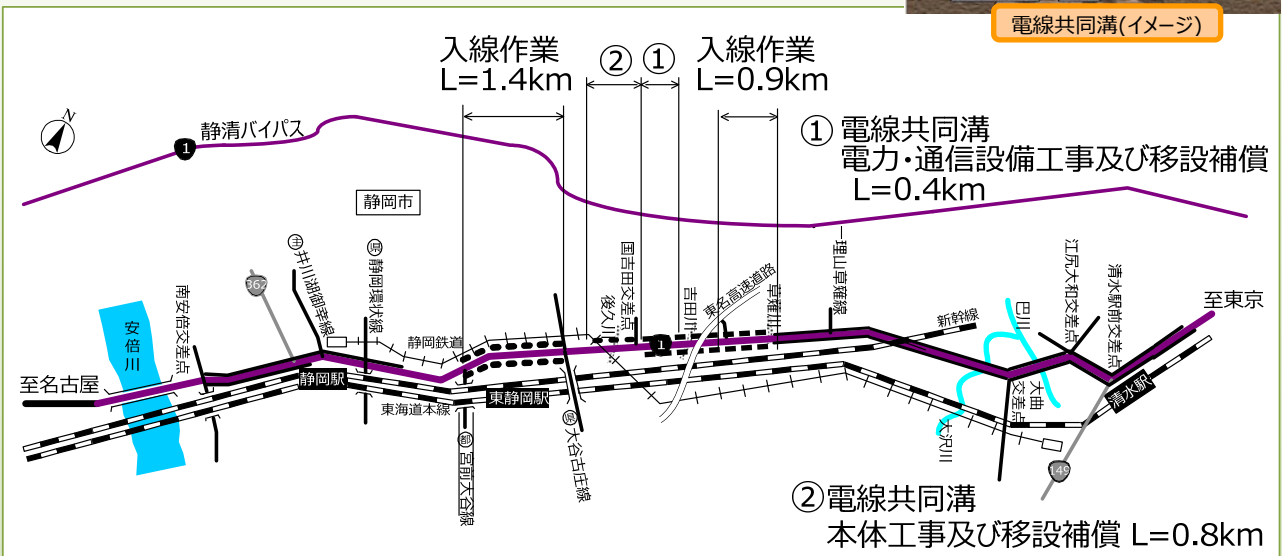 電線共同溝(イメージ)
入線作業
L=1.4km
②
①
入線作業
L=0.9km
N
1
静清バイパス
① 電線共同溝
電力・通信設備工事及び移設補償
L=0.4km
静岡市
362
主 井川湖御幸線
静岡環状線
国吉田交差点
後久川
吉田川
東名高速道路
草薙川
一 理山草薙線
江尻大和交差点
清水駅前交差点
巴川
至東京
安倍川
南安倍交差点
静岡鉄道
1
新幹線
至名古屋
静岡駅
東海道本線
東静岡駅
大曲
交差点
清水駅
宮前大谷線
大谷古庄線
大沢川
149
② 電線共同溝
本体工事及び移設補償 L=0.8km